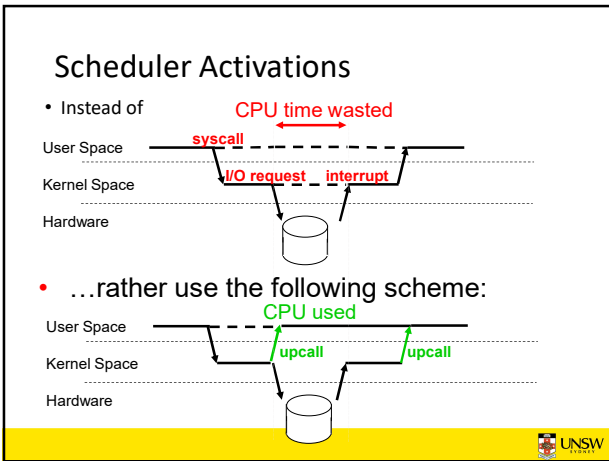 Scheduler Activations
• Instead of
CPU time wasted
syscall
User Space
I/O request interrupt
Kernel Space
Hardware
• …rather use the following scheme:
CPU used
User Space
upcall upcall
Kernel Space
Hardware
UNSW
SYDNEY